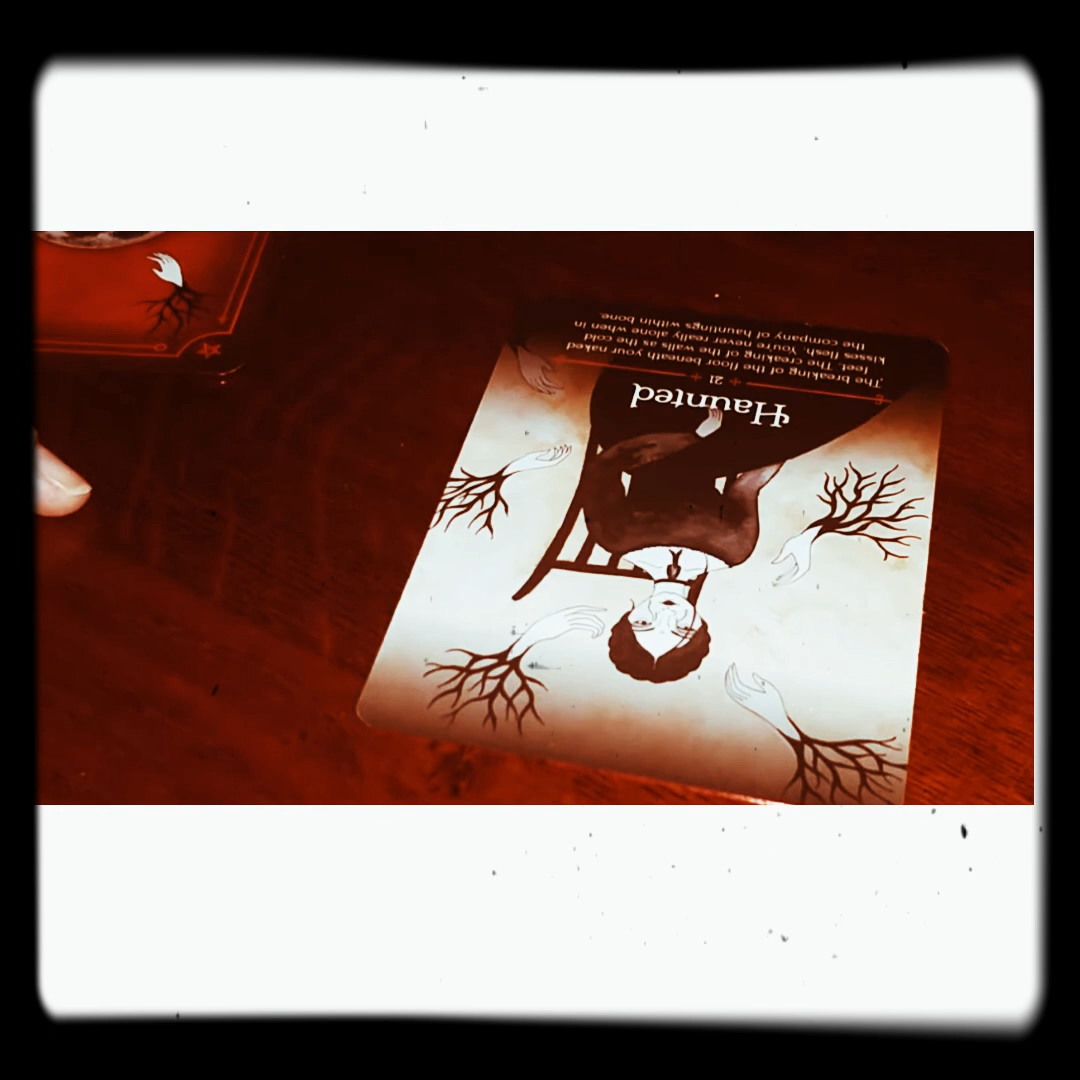 Haunted
21
The breaking of the floor beneath your naked
feet. The creaking of the walls as the cold
kisses flesh. You're never really alone when in
the company of hauntings within bone.